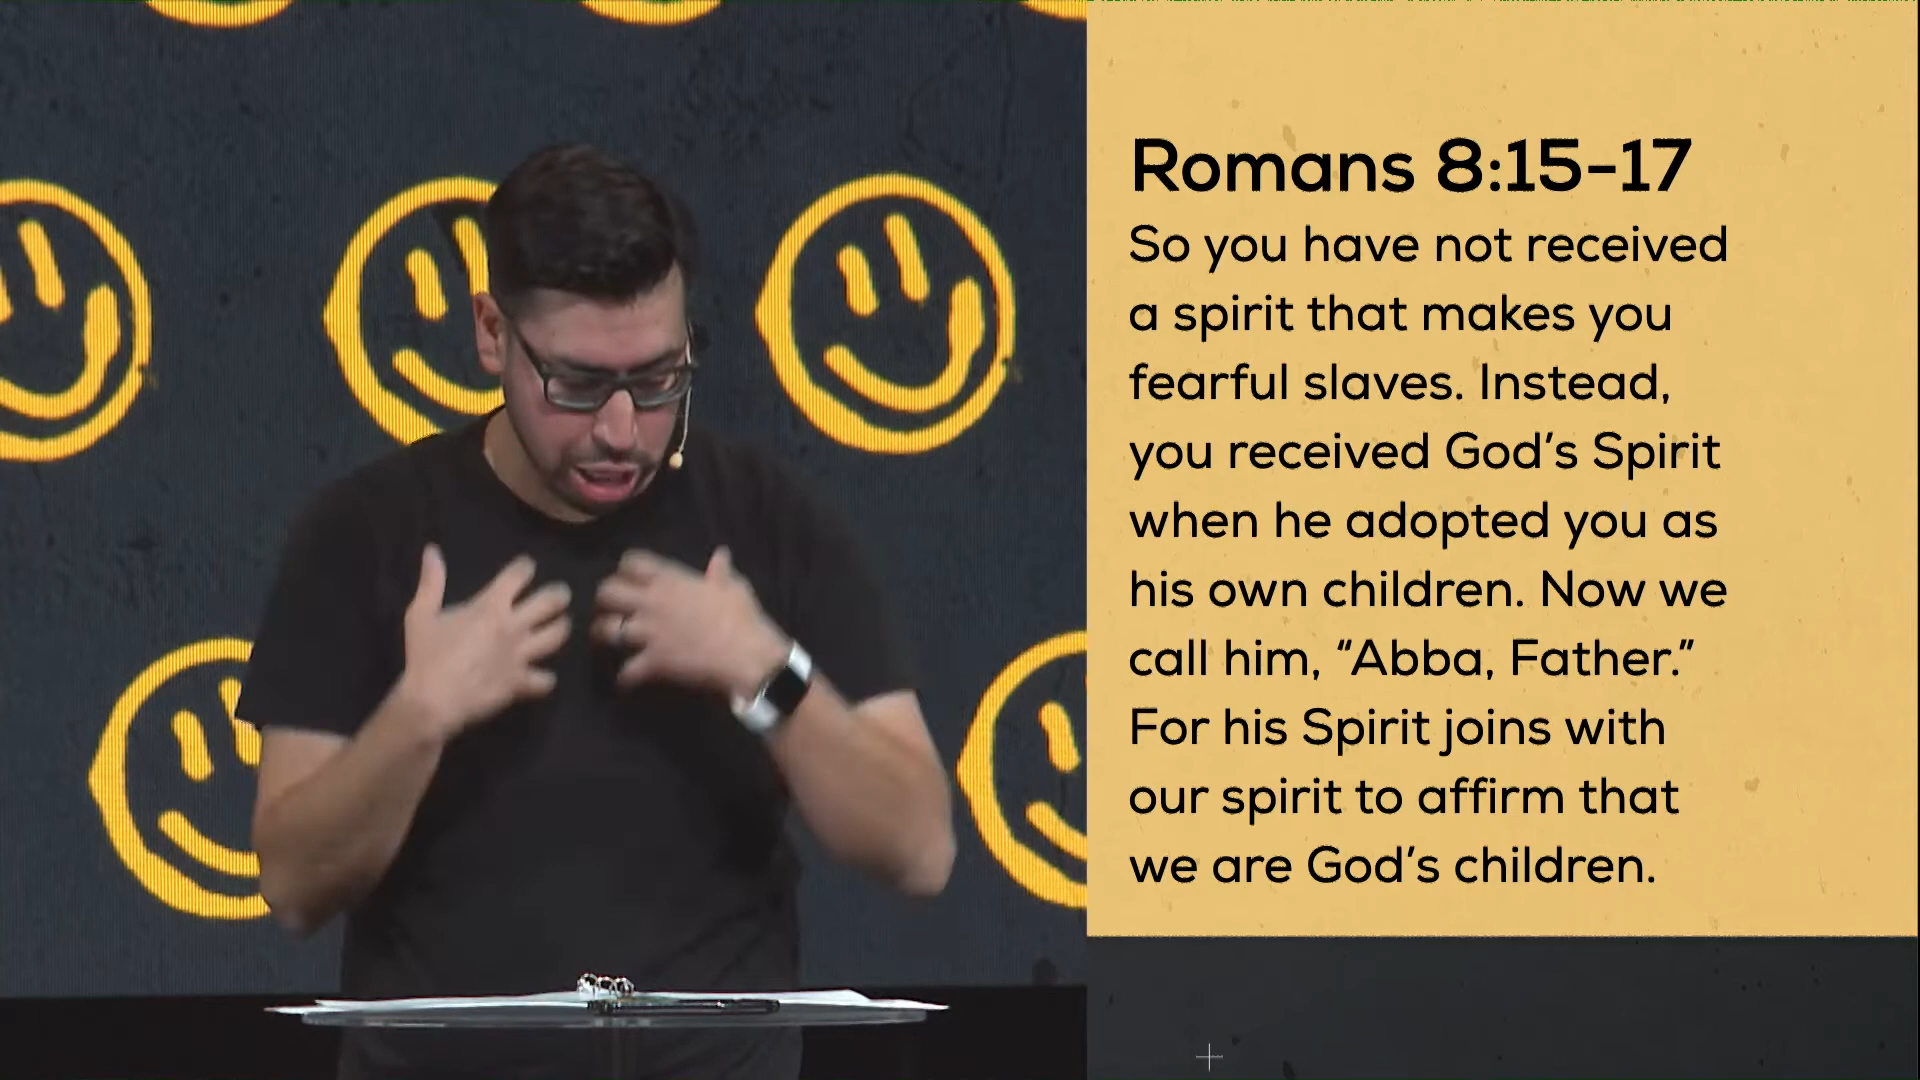 Romans 8:15-17
So you have not received
a spirit that makes you
fearful slaves. Instead,
you received God’s Spirit
when he adopted you as
his own children. Now we
call him, “Abba, Father.”
For his Spirit joins with
our spirit to affirm that
we are God’s children.